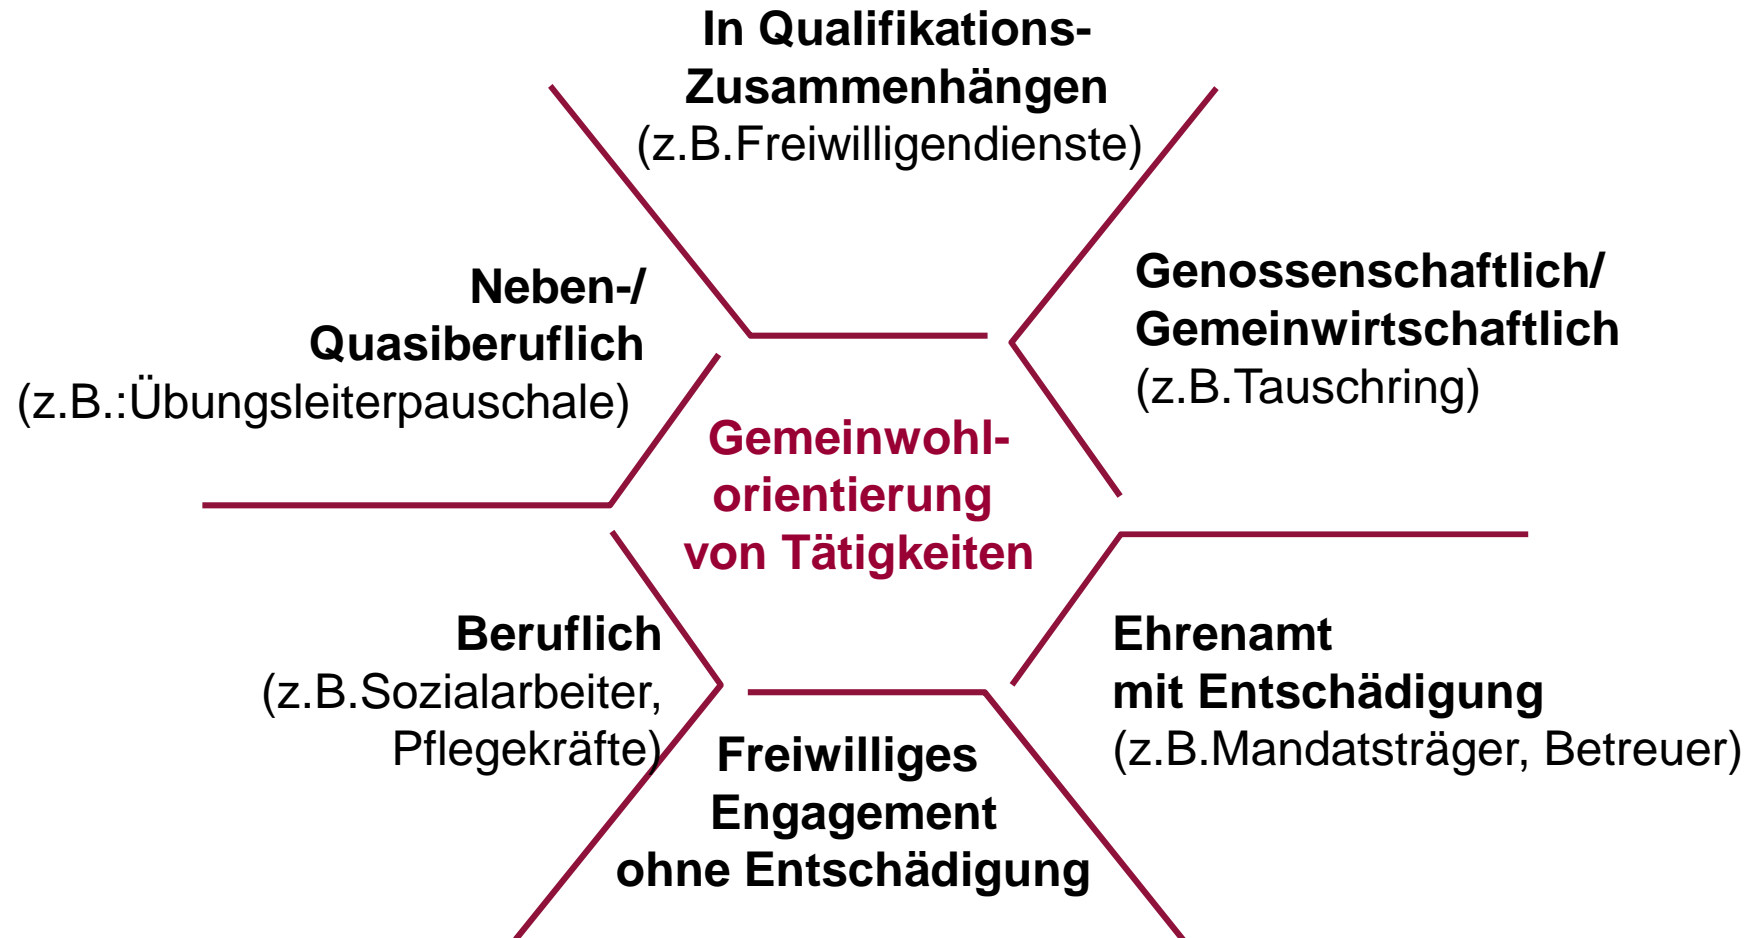 In Qualifikations-
Zusammenhängen
(z.B.Freiwilligendienste)
Neben-/
Quasiberuflich
(z.B.:Übungsleiterpauschale)
Genossenschaftlich/
Gemeinwirtschaftlich
(z.B.Tauschring)
Gemeinwohl-
orientierung
von Tätigkeiten
Beruflich
(z.B.Sozialarbeiter,
Pflegekräfte)
Ehrenamt
mit Entschädigung
(z.B.Mandatsträger, Betreuer)
Freiwilliges
Engagement
ohne Entschädigung